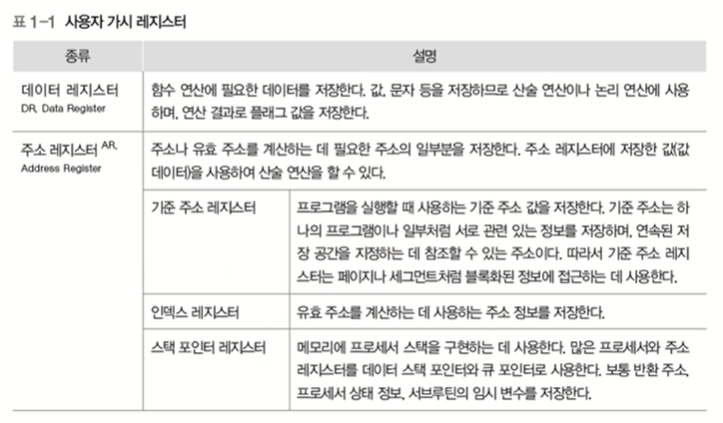 표 1-1 사용자 가시 레지스터
종류
설명
데이터 레지스터
DR, Data Register
함수 연산에 필요한 데이터를 저장한다. 값, 문자 등을 저장하므로 산술 연산이나 논리 연산에 사용
하며, 연산 결과로 플래그 값을 저장한다.
주소 레지스터 AR,
Address Register
주소나 유효 주소를 계산하는 데 필요한 주소의 일부분을 저장한다. 주소 레지스터에 저장한 값(값
데이터)을 사용하여 산술 연산을 할 수 있다.
기준 주소 레지스터
프로그램을 실행할 때 사용하는 기준 주소 값을 저장한다. 기준 주소는 하
나의 프로그램이나 일부처럼 서로 관련 있는 정보를 저장하며, 연속된 저
장 공간을 지정하는 데 참조할 수 있는 주소이다. 따라서 기준 주소 레지
스터는 페이지나 세그먼트처럼 블록화된 정보에 접근하는 데 사용한다.
인덱스 레지스터
유효 주소를 계산하는 데 사용하는 주소 정보를 저장한다.
스택 포인터 레지스터
메모리에 프로세서 스택을 구현하는 데 사용한다. 많은 프로세서와 주소
레지스터를 데이터 스택 포인터와 큐 포인터로 사용한다. 보통 반환 주소,
프로세서 상태 정보, 서브루틴의 임시 변수를 저장한다.